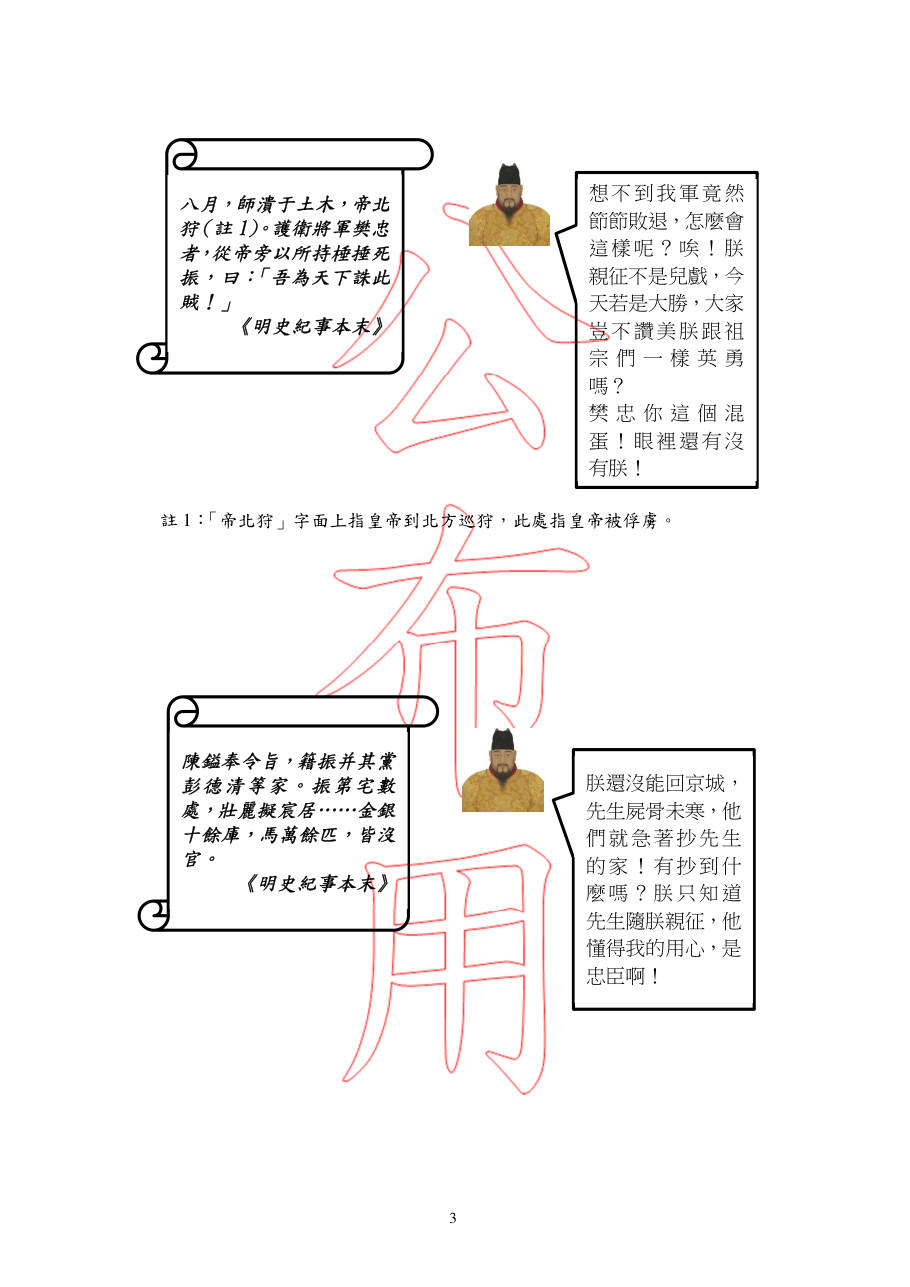 八月，師潰于土木，帝北
狩（註1）。護衛將軍樊忠
者，從帝旁以所持棰捶死
振，曰：「吾為天下誅此
賊！」
《明史紀事本末》
想不到我軍竟然
節節敗退，怎麼會
這樣呢？唉！朕
親征不是兒戲，今
天若是大勝，大家
豈不讚美朕跟祖
宗們一樣英勇
嗎？
樊忠你這個混
蛋！眼裡還有沒
有朕！
註1：「帝北狩」字面上指皇帝到北方巡狩，此處指皇帝被俘虜。
陳鎰奉令旨，籍振并其黨
彭德清等家。振第宅數
處，壯麗擬宸居……金銀
十餘庫，馬萬餘匹，皆沒
官。
《明史紀事本末》
朕還沒能回京城，
先生屍骨未寒，他
們就急著抄先生
的家！有抄到什
麼嗎？朕只知道
先生隨朕親征，他
懂得我的用心，是
忠臣啊！
公
布
用
3